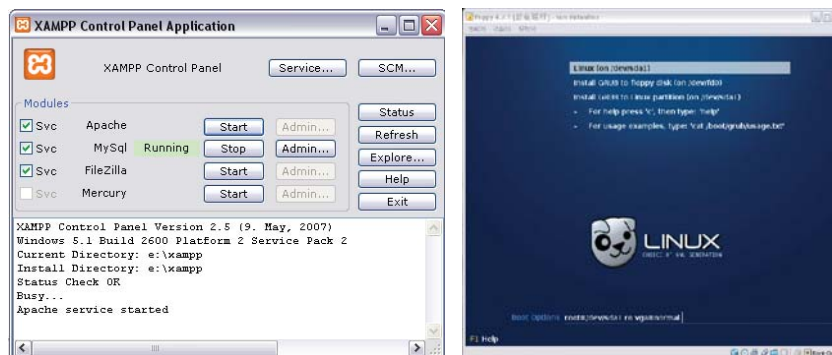 XAMPP Control Panel Application
XAMPP Control Panel
Service...
SCM...
Modules
Svc Apache Start Admin...
Svc MySql Running Stop Admin...
Svc FileZilla Start Admin...
Svc Mercury Start Admin...
Status
Refresh
Explore...
Help
Exit
XAMPP Control Panel Version 2.5 (9. May, 2007)
Windows 5.1 Build 2600 Platform 2 Service Pack 2
Current Directory: e:\xampp
Install Directory: e:\xampp
Status Check OK
Busy...
Apache service started
Linux (on /dev/sda1)
Install GRUB to floppy disk (on /dev/fd0)
Install GRUB to Linux partition (on /dev/sda1)
- For help press 'c', then type: 'help'
- For usage examples, type: 'cat /boot/grub/usage.txt'
LINUX
Boot Options
F1 Help